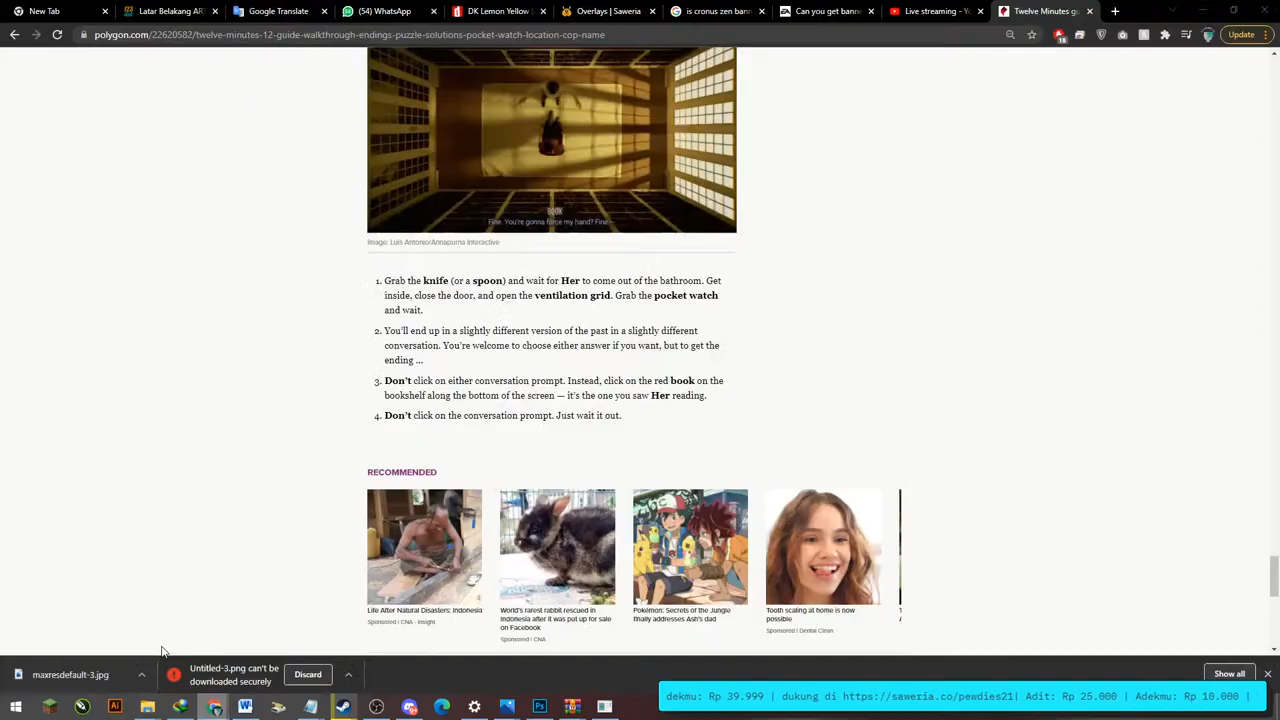 New Tab
Latar Belakang ART
Google Translate
WhatsApp
DK
Overlays | Saweria
is cronus zen banned
Can you get banne
Live streaming - Yo
Twelve Minutes gu
polygon.com/22620582/twelve-minutes-12-guide-walkthrough-endings-puzzle-solutions-pocket-location-cop-name
18
Update
BOOK
Fine. You're gonna force my hand? Fine...
Image: Luis Antonio/Annapurna Interactive
1. Grab the knife (or a spoon) and wait for Her to come out of the bathroom. Get
inside, close the door, and open the ventilation grid. Grab the pocket watch
and wait.
2. You'll end up in a slightly different version of the past in a slightly different
conversation. You're welcome to choose either answer if you want, but to get the
ending ...
3. Don't click on either conversation prompt. Instead, click on the red book on the
bookshelf along the bottom of the screen — it's the one you saw Her reading.
4. Don't click on the conversation prompt. Just wait it out.
RECOMMENDED
Life After Natural Disasters: Indonesia
Sponsored | CNA - Insight
World's rarest rabbit rescued in
Indonesia after it was put up for sale
on Facebook
Sponsored | CNA
Pokémon: Secrets of the Jungle
finally addresses Ash's dad
Tooth scaling at home is now
possible
Sponsored | Dental Clean
maxresdefault-3.jpg
Untitled-3.png can't be
downloaded securely
Discard
Show all
dekmu: Rp 39.999 | dukung di https://saweria.co/pewdies21| Adit: Rp 25.000 | Adekmu: Rp 10.000 |